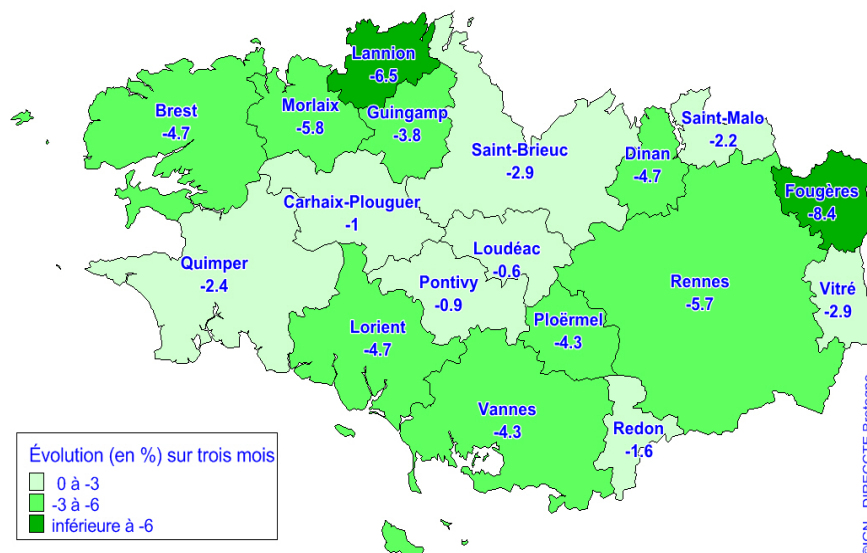 Lannion
-6.5
Brest
-4.7
Morlaix
-5.8
Guingamp
-3.8
Saint-Brieuc
-2.9
Dinan
-4.7
Saint-Malo
-2.2
Fougères
-8.4
Carhaix-Plouguer
-1
Quimper
-2.4
Loudéac
-0.6
Pontivy
-0.9
Rennes
-5.7
Vitré
-2.9
Lorient
-4.7
Ploërmel
-4.3
Vannes
-4.3
Redon
-1.6
Évolution (en %) sur trois mois
0 à -3
-3 à -6
inférieure à -6
©IGN - DIRECCTE Bretagne